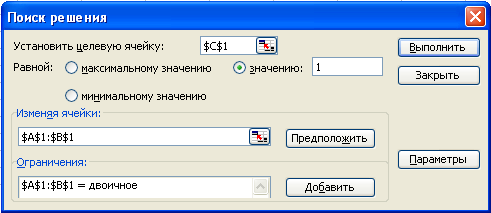 Поиск решения
Установить целевую ячейку: $C$1 Выполнить
Равной: максимальному значению значению: 1 Закрыть
минимальному значению
Изменяя ячейки:
$A$1:$B$1 Предположить
Ограничения: Параметры
$A$1:$B$1 = двоичное Добавить